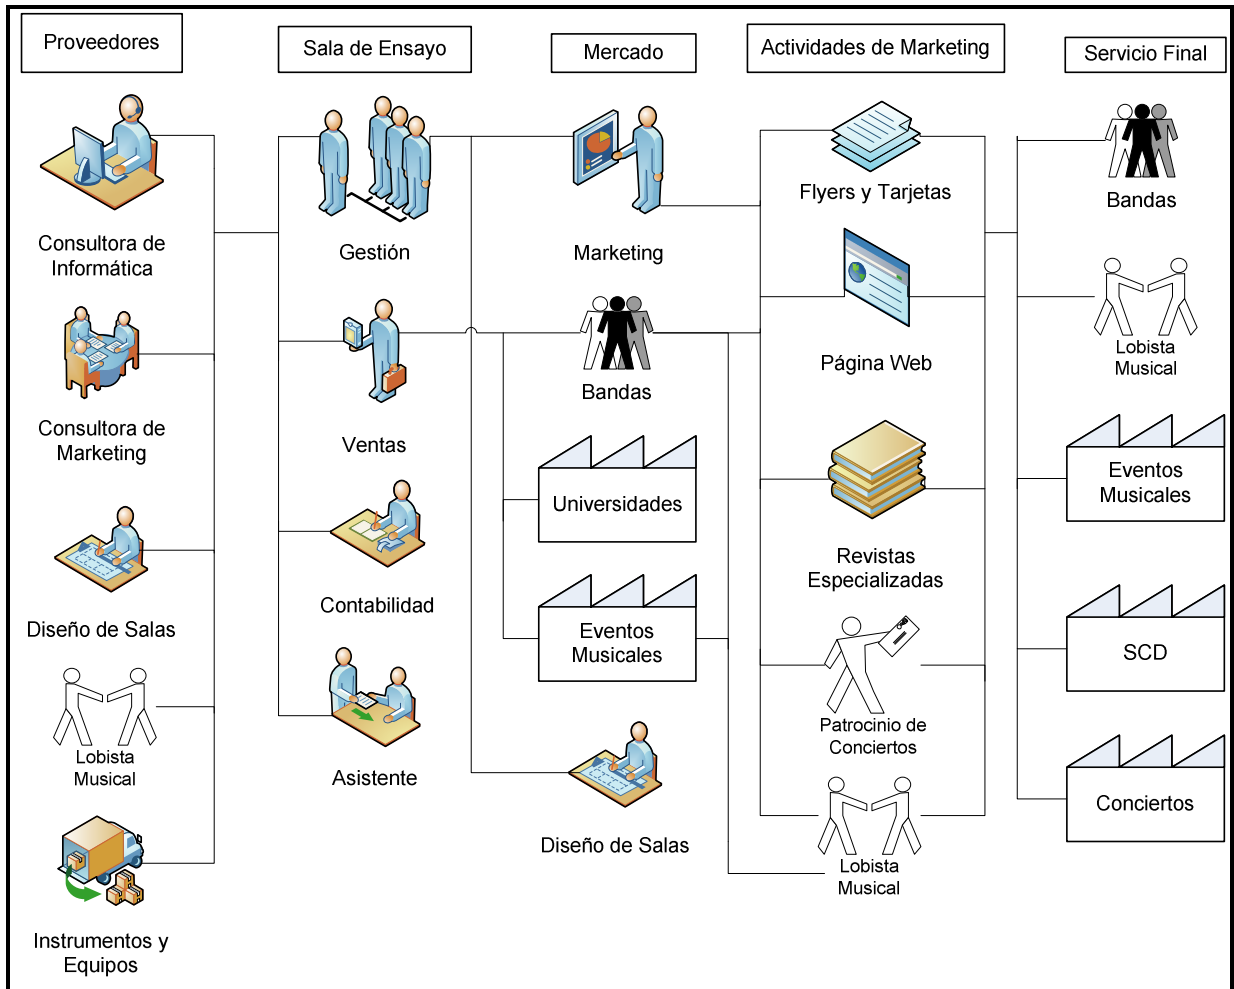 Proveedores
Sala de Ensayo
Mercado
Actividades de Marketing
Servicio Final
Consultora de
Informática
Consultora de
Marketing
Diseño de Salas
Lobista
Musical
Instrumentos y
Equipos
Gestión
Ventas
Contabilidad
Asistente
Marketing
Bandas
Universidades
Eventos
Musicales
Diseño de Salas
Flyers y Tarjetas
Página Web
Revistas
Especializadas
Patrocinio de
Conciertos
Lobista
Musical
Bandas
Lobista
Musical
Eventos
Musicales
SCD
Conciertos